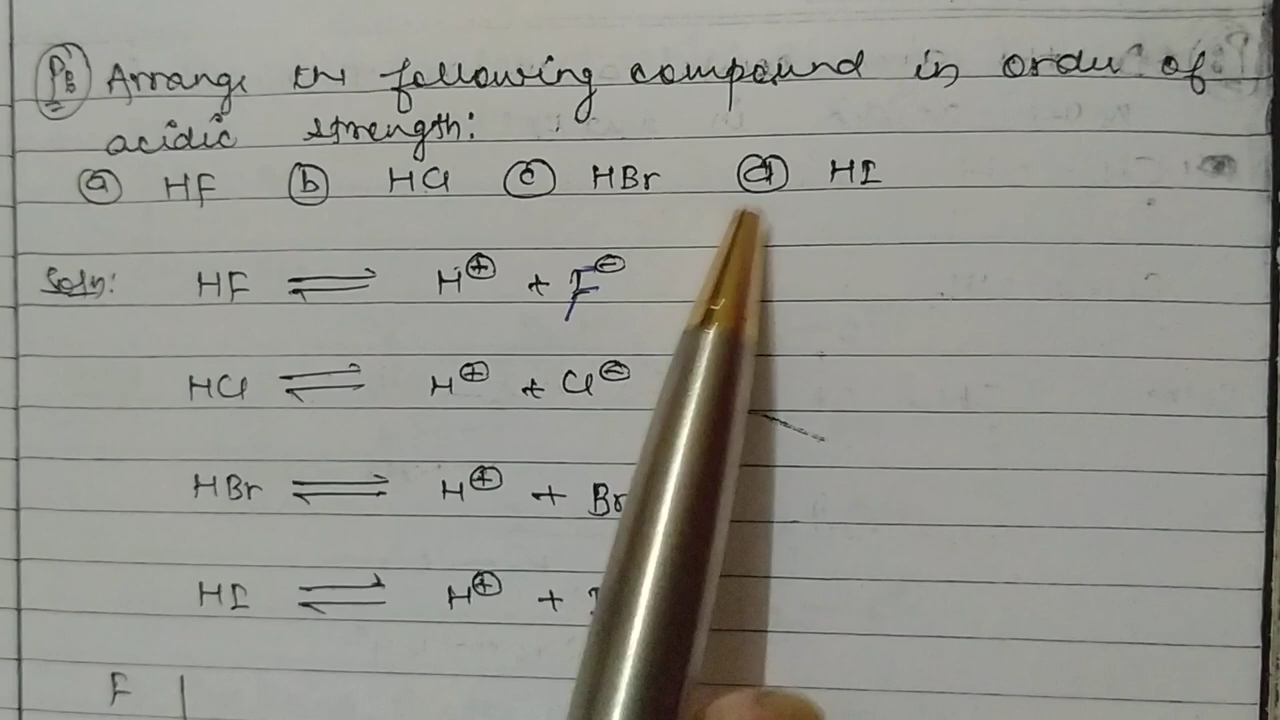 Pb Arrange the following compound in order of
acidic strength:
ⓐ HF ⓑ HCl ⓒ HBr ⓓ HI
Soln: HF ⇌ H⊕ + F⊖
HCl ⇌ H⊕ + Cl⊖
HBr ⇌ H⊕ + Br
HI ⇌ H⊕ +
F